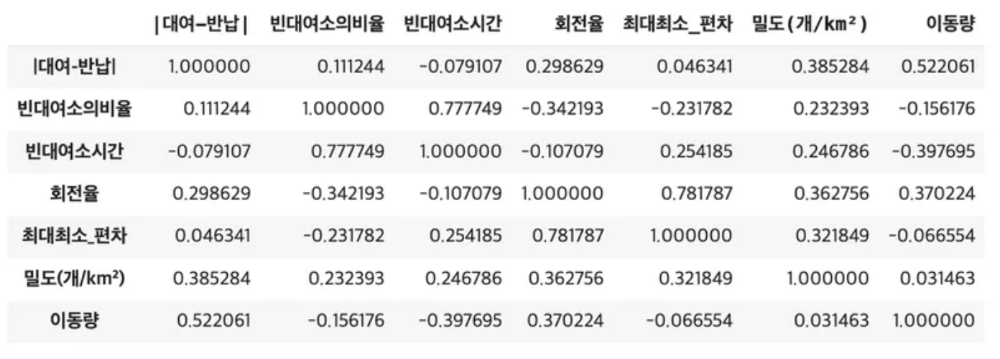 |대여-반납| 빈대여소의비율 빈대여소시간 회전율 최대최소_편차 밀도(개/km²) 이동량
|대여-반납| 1.000000 0.111244 -0.079107 0.298629 0.046341 0.385284 0.522061
빈대여소의비율 0.111244 1.000000 0.777749 -0.342193 -0.231782 0.232393 -0.156176
빈대여소시간 -0.079107 0.777749 1.000000 -0.107079 0.254185 0.246786 -0.397695
회전율 0.298629 -0.342193 -0.107079 1.000000 0.781787 0.362756 0.370224
최대최소_편차 0.046341 -0.231782 0.254185 0.781787 1.000000 0.321849 -0.066554
밀도(개/km²) 0.385284 0.232393 0.246786 0.362756 0.321849 1.000000 0.031463
이동량 0.522061 -0.156176 -0.397695 0.370224 -0.066554 0.031463 1.000000